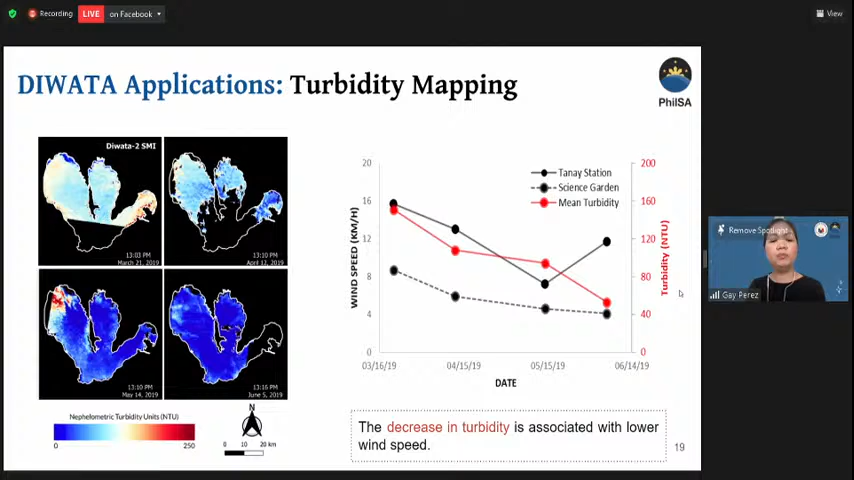 Recording
LIVE
on Facebook
View
DIWATA Applications: Turbidity Mapping
PhilSA
Diwata-2 SMI
13:03 PM
March 21, 2019
13:10 PM
April 12, 2019
13:10 PM
May 14, 2019
13:16 PM
June 5, 2019
Nephelometric Turbidity Units (NTU)
0
250
N
0 10 20 km
20
16
12
8
4
0
WIND SPEED (KM/H)
Tanay Station
Science Garden
Mean Turbidity
200
160
120
80
40
0
Turbidity (NTU)
03/16/19
04/15/19
05/15/19
06/14/19
DATE
The decrease in turbidity is associated with lower
wind speed.
19
Remove Spotlight
Gay Perez